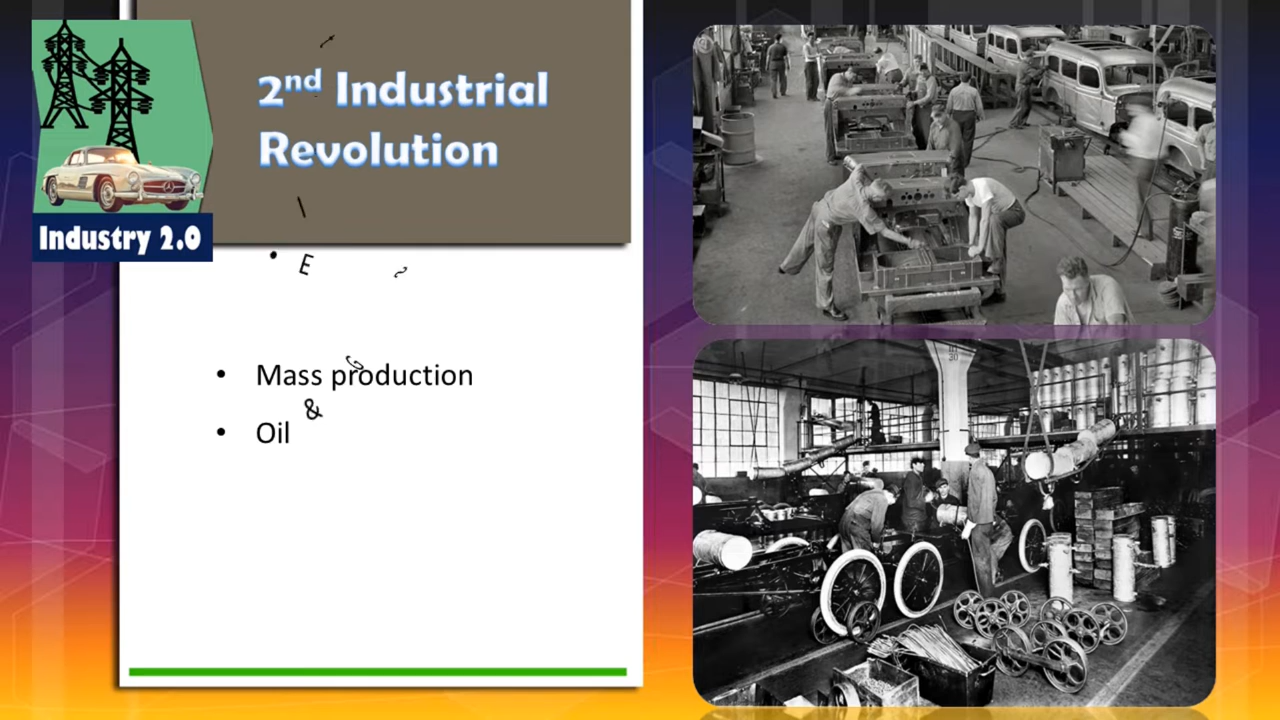 2nd Industrial
Revolution
Industry 2.0
• E
• Mass production
&
• Oil